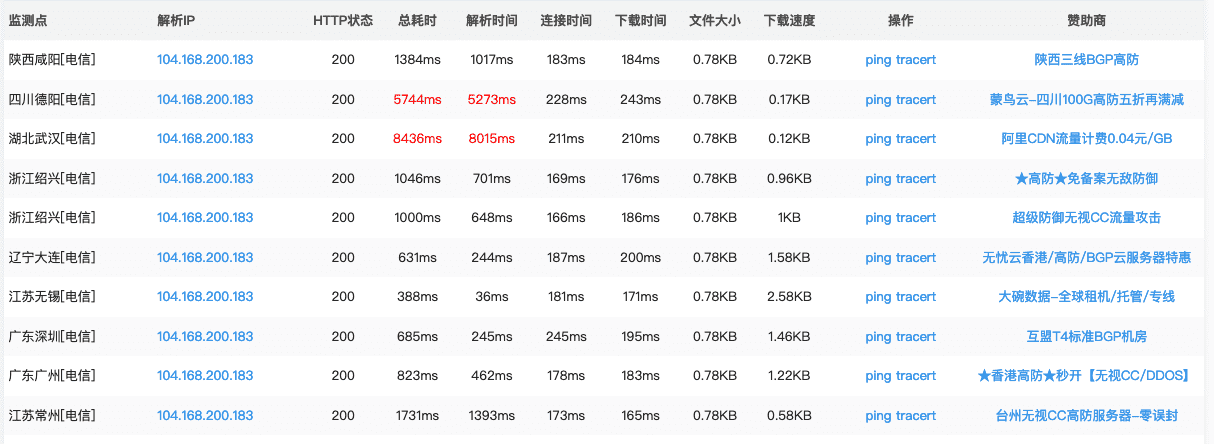 监测点 解析IP HTTP状态 总耗时 解析时间 连接时间 下载时间 文件大小 下载速度 操作 赞助商
陕西咸阳[电信] 104.168.200.183 200 1384ms 1017ms 183ms 184ms 0.78KB 0.72KB ping tracert 陕西三线BGP高防
四川德阳[电信] 104.168.200.183 200 5744ms 5273ms 228ms 243ms 0.78KB 0.17KB ping tracert 蒙鸟云-四川100G高防五折再满减
湖北武汉[电信] 104.168.200.183 200 8436ms 8015ms 211ms 210ms 0.78KB 0.12KB ping tracert 阿里CDN流量计费0.04元/GB
浙江绍兴[电信] 104.168.200.183 200 1046ms 701ms 169ms 176ms 0.78KB 0.96KB ping tracert ★高防★免备案无敌防御
浙江绍兴[电信] 104.168.200.183 200 1000ms 648ms 166ms 186ms 0.78KB 1KB ping tracert 超级防御无视CC流量攻击
辽宁大连[电信] 104.168.200.183 200 631ms 244ms 187ms 200ms 0.78KB 1.58KB ping tracert 无忧云香港/高防/BGP云服务器特惠
江苏无锡[电信] 104.168.200.183 200 388ms 36ms 181ms 171ms 0.78KB 2.58KB ping tracert 大碗数据-全球租机/托管/专线
广东深圳[电信] 104.168.200.183 200 685ms 245ms 245ms 195ms 0.78KB 1.46KB ping tracert 互盟T4标准BGP机房
广东广州[电信] 104.168.200.183 200 823ms 462ms 178ms 183ms 0.78KB 1.22KB ping tracert ★香港高防★秒开【无视CC/DDOS】
江苏常州[电信] 104.168.200.183 200 1731ms 1393ms 173ms 165ms 0.78KB 0.58KB ping tracert 台州无视CC高防服务器-零误封